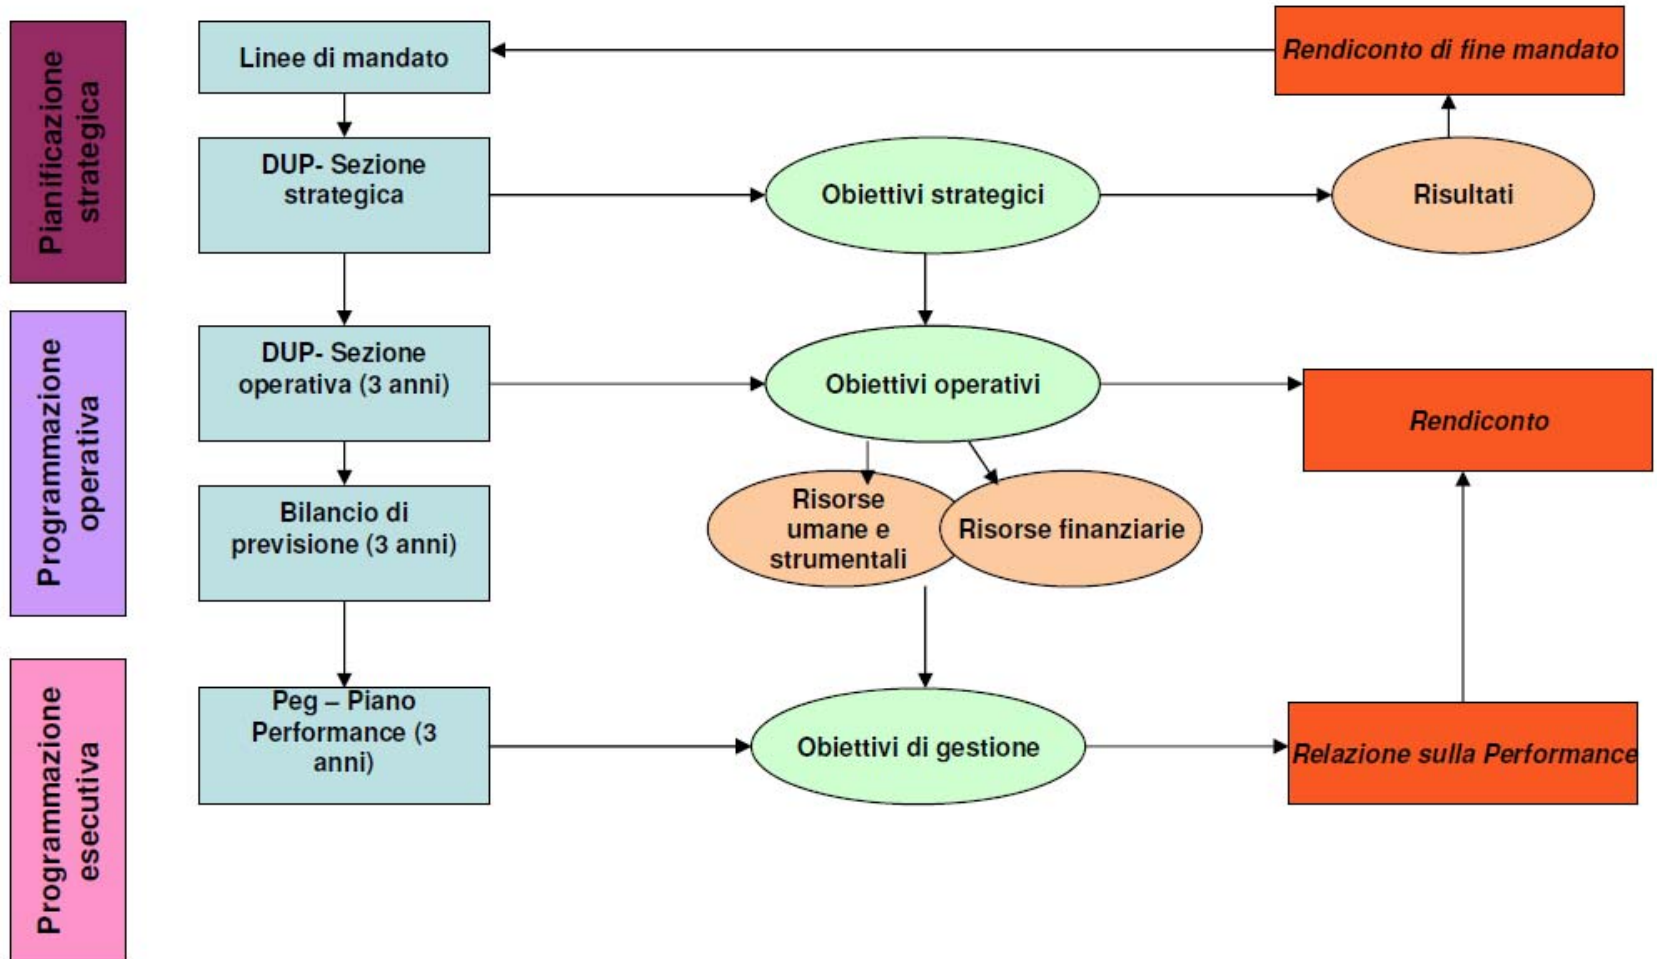 Pianificazione
strategica
Linee di mandato
Rendiconto di fine mandato
DUP- Sezione
strategica
Obiettivi strategici
Risultati
Programmazione
operativa
DUP- Sezione
operativa (3 anni)
Obiettivi operativi
Rendiconto
Bilancio di
previsione (3 anni)
Risorse
umane e
strumentali
Risorse finanziarie
Programmazione
esecutiva
Peg – Piano
Performance (3
anni)
Obiettivi di gestione
Relazione sulla Performance